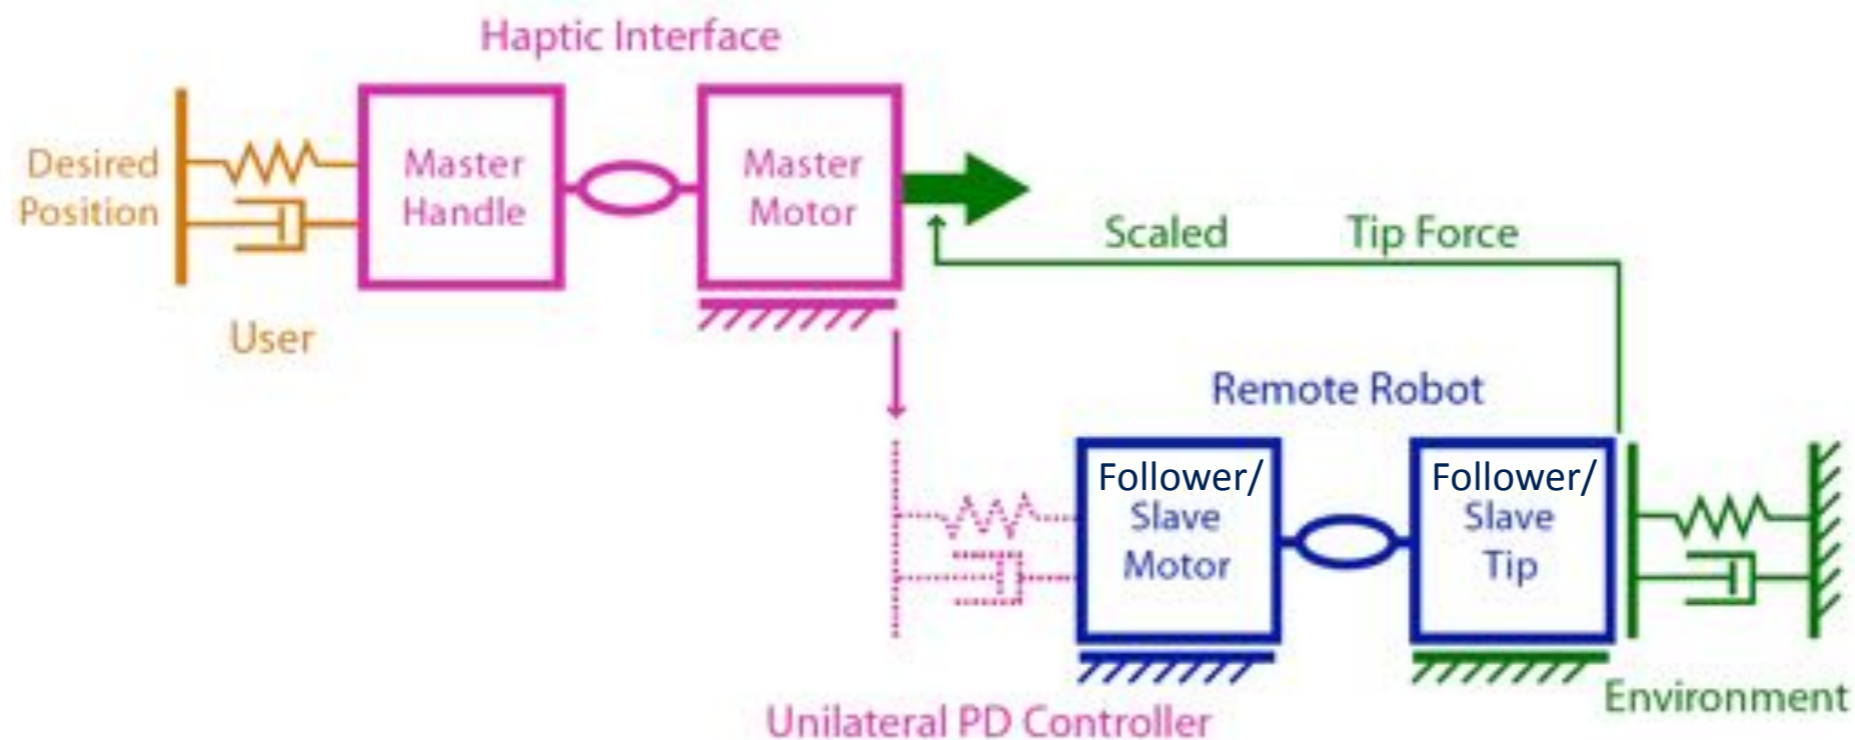 Haptic Interface
Desired
Position
Master
Handle
Master
Motor
Scaled Tip Force
User
Remote Robot
Follower/
Slave
Motor
Follower/
Slave
Tip
Environment
Unilateral PD Controller